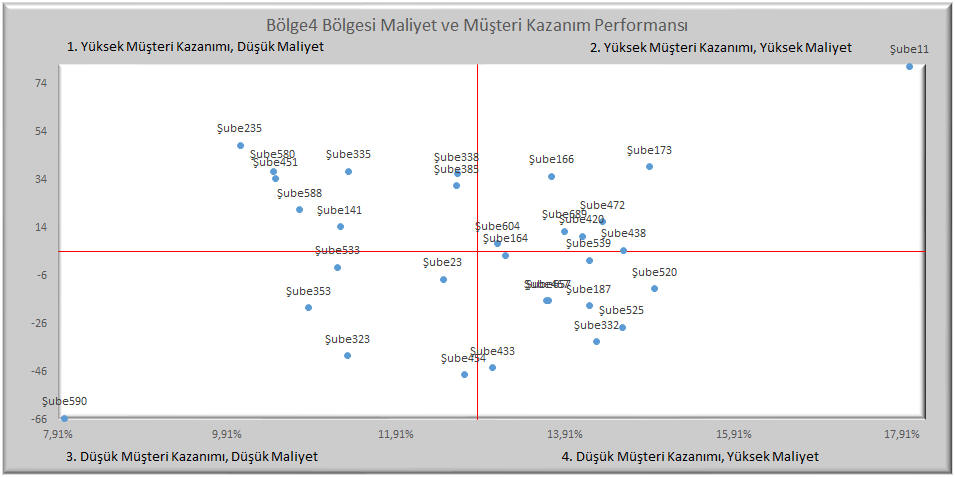 Bölge4 Bölgesi Maliyet ve Müşteri Kazanım Performansı
1. Yüksek Müşteri Kazanımı, Düşük Maliyet
2. Yüksek Müşteri Kazanımı, Yüksek Maliyet
Şube11
74
54
Şube235
Şube580
Şube451
Şube335
Şube338
Şube385
Şube166
Şube173
34
Şube588
Şube141
Şube604
Şube164
Şube689
Şube420
Şube472
Şube438
14
Şube533
Şube23
Şube539
Şube520
-6
Şube353
Şube187
Şube525
-26
Şube323
Şube454
Şube433
Şube332
-46
Şube590
-66
7,91%
9,91%
11,91%
13,91%
15,91%
17,91%
3. Düşük Müşteri Kazanımı, Düşük Maliyet
4. Düşük Müşteri Kazanımı, Yüksek Maliyet